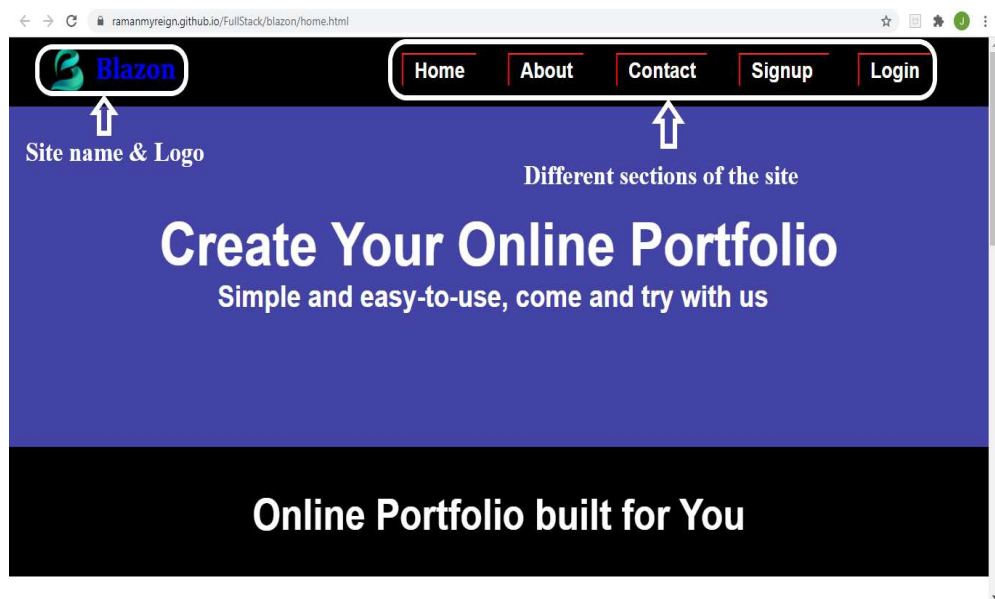 ramanmyreign.github.io/FullStack/blazon/home.html
J
Blazon
Home About Contact Signup Login
Site name & Logo
Different sections of the site
Create Your Online Portfolio
Simple and easy-to-use, come and try with us
Online Portfolio built for You